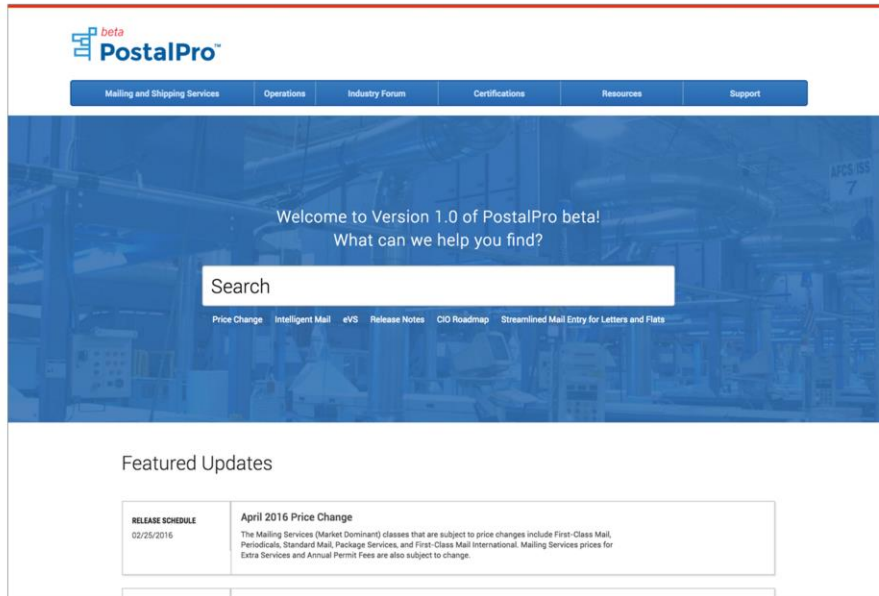 beta
PostalPro™
Mailing and Shipping Services Operations Industry Forum Certifications Resources Support
AFCS 155
7
Welcome to Version 1.0 of PostalPro beta!
What can we help you find?
Search
Price Change Intelligent Mail eVS Release Notes CIO Roadmap Streamlined Mail Entry for Letters and Flats
Featured Updates
RELEASE SCHEDULE
02/25/2016
April 2016 Price Change
The Mailing Services (Market Dominant) classes that are subject to price changes include First-Class Mail,
Periodicals, Standard Mail, Package Services, and First-Class Mail International. Mailing Services prices for
Extra Services and Annual Permit Fees are also subject to change.